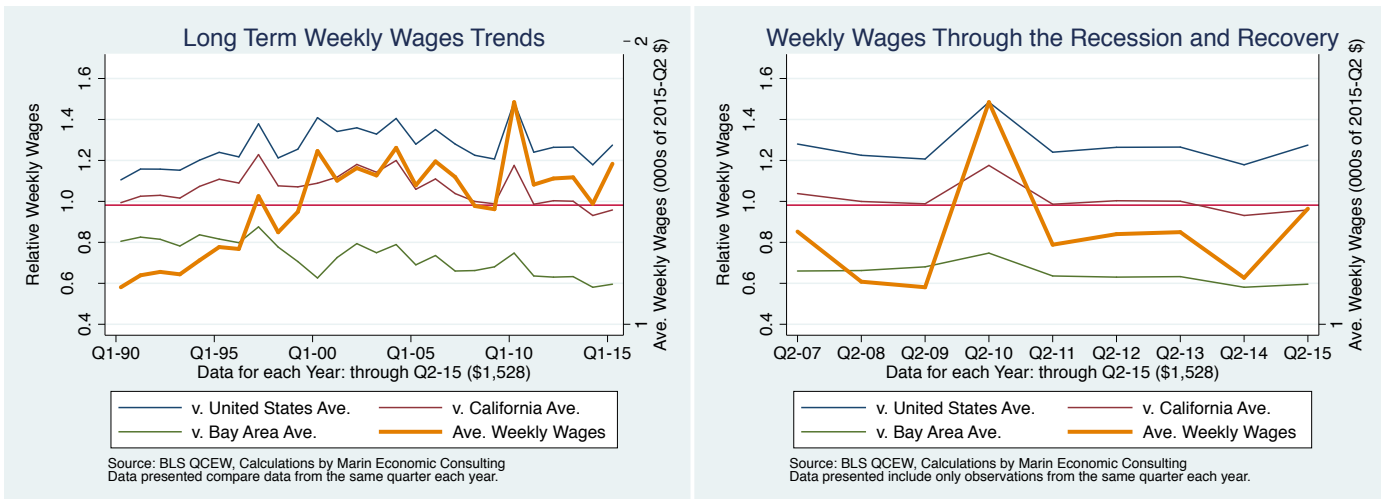 Long Term Weekly Wages Trends
Relative Weekly Wages
1.6
1.4
1.2
1.0
0.8
0.6
0.4
2
1
Ave. Weekly Wages (000s of 2015-Q2 $)
Q1-90 Q1-95 Q1-00 Q1-05 Q1-10 Q1-15
Data for each Year: through Q2-15 ($1,528)
v. United States Ave. v. California Ave.
v. Bay Area Ave. Ave. Weekly Wages
Source: BLS QCEW, Calculations by Marin Economic Consulting
Data presented compare data from the same quarter each year.
Weekly Wages Through the Recession and Recovery
Relative Weekly Wages
1.6
1.4
1.2
1.0
0.8
0.6
0.4
1
Ave. Weekly Wages (000s of 2015-Q2 $)
Q2-07 Q2-08 Q2-09 Q2-10 Q2-11 Q2-12 Q2-13 Q2-14 Q2-15
Data for each Year: through Q2-15 ($1,528)
v. United States Ave. v. California Ave.
v. Bay Area Ave. Ave. Weekly Wages
Source: BLS QCEW, Calculations by Marin Economic Consulting
Data presented include only observations from the same quarter each year.